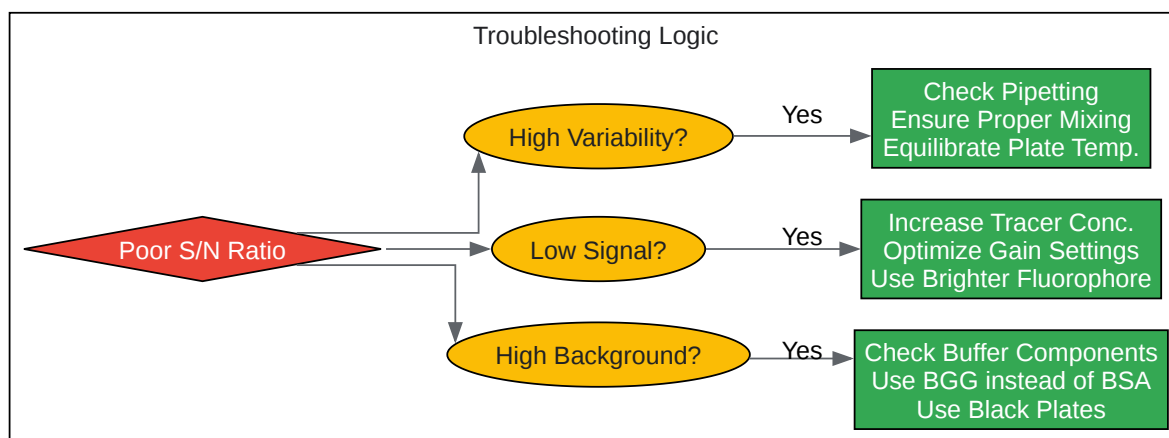 Troubleshooting Logic
High Variability?
Yes
Check Pipetting
Ensure Proper Mixing
Equilibrate Plate Temp.
Poor S/N Ratio
Low Signal?
Yes
Increase Tracer Conc.
Optimize Gain Settings
Use Brighter Fluorophore
High Background?
Yes
Check Buffer Components
Use BGG instead of BSA
Use Black Plates